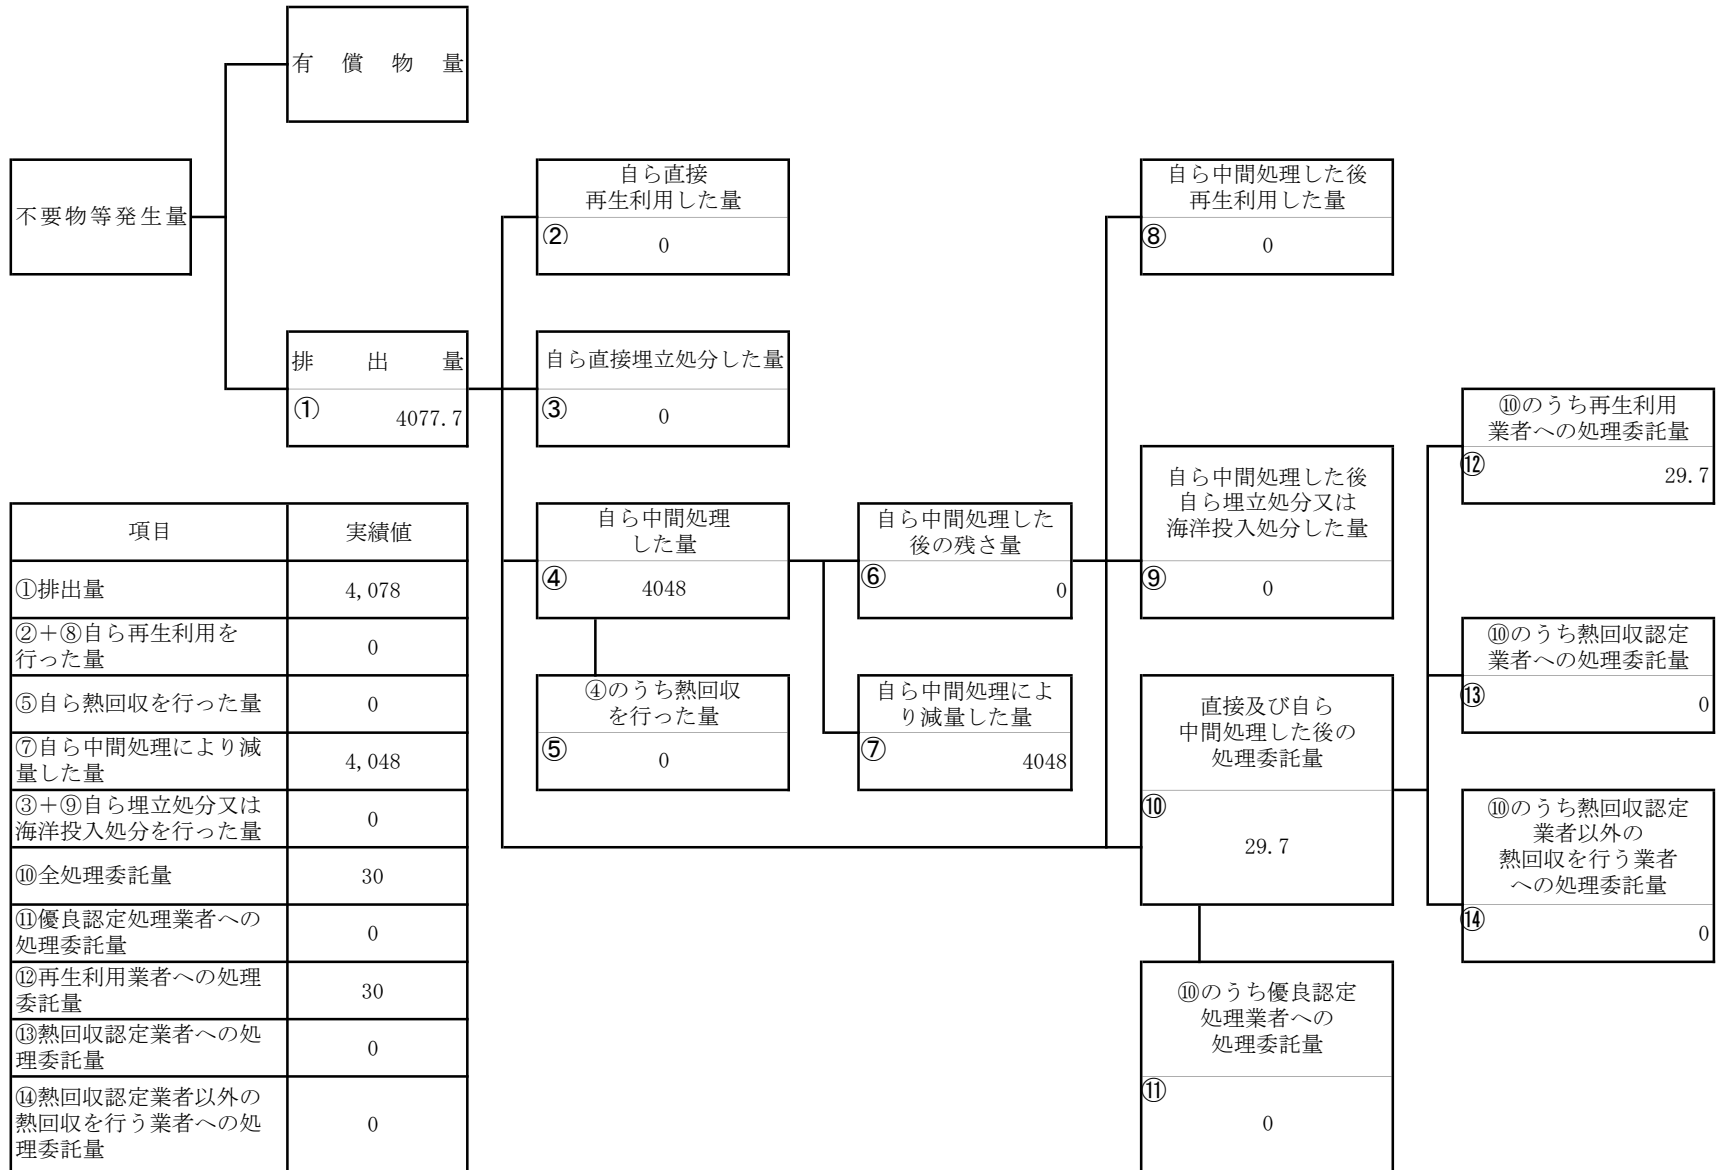 有償物量
不要物等発生量
排出量
① 4077.7
自ら直接
再生利用した量
② 0
自ら直接埋立処分した量
③ 0
自ら中間処理
した量
④ 4048
④のうち熱回収
を行った量
⑤ 0
自ら中間処理した
後の残さ量
⑥ 0
自ら中間処理によ
り減量した量
⑦ 4048
自ら中間処理した後
再生利用した量
⑧ 0
自ら中間処理した後
自ら埋立処分又は
海洋投入処分した量
⑨ 0
直接及び自ら
中間処理した後の
処理委託量
⑩
29.7
⑩のうち優良認定
処理業者への
処理委託量
⑪
0
⑩のうち再生利用
業者への処理委託量
⑫ 29.7
⑩のうち熱回収認定
業者への処理委託量
⑬ 0
⑩のうち熱回収認定
業者以外の
熱回収を行う業者
への処理委託量
⑭ 0
項目 実績値
①排出量 4,078
②+⑧自ら再生利用を
行った量 0
⑤自ら熱回収を行った量 0
⑦自ら中間処理により減
量した量 4,048
③+⑨自ら埋立処分又は
海洋投入処分を行った量 0
⑩全処理委託量 30
⑪優良認定処理業者への
処理委託量 0
⑫再生利用業者への処理
委託量 30
⑬熱回収認定業者への処
理委託量 0
⑭熱回収認定業者以外の
熱回収を行う業者への処 0
理委託量